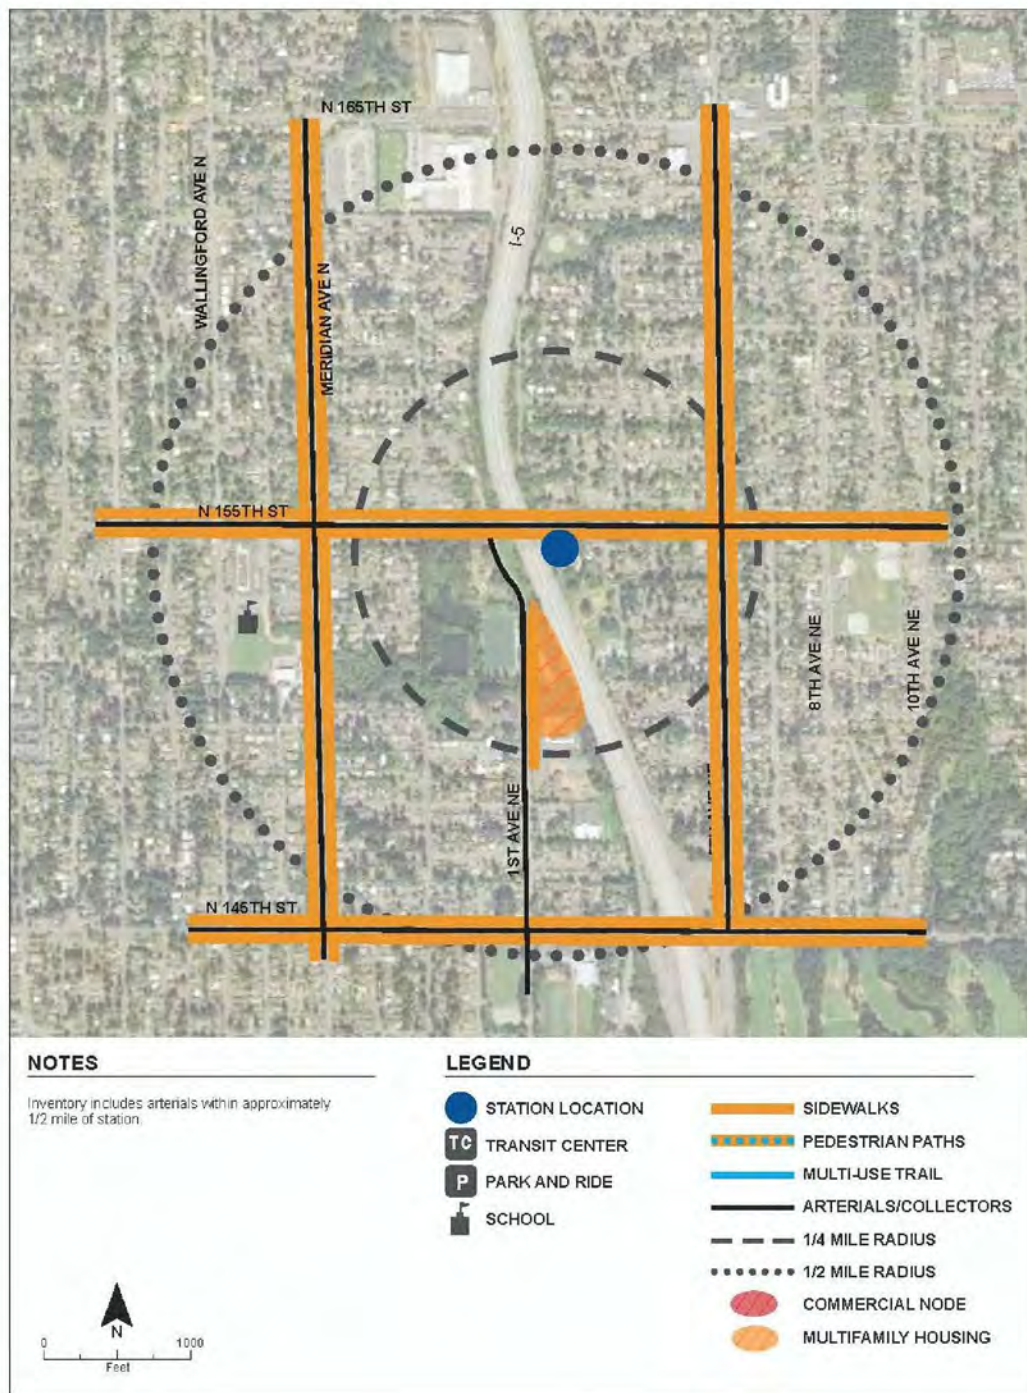 N 165TH ST
WALLINGFORD AVE N
I-5
MERIDIAN AVE N
N 155TH ST
8TH AVE NE
10TH AVE NE
1ST AVE NE
N 145TH ST
NOTES
Inventory includes arterials within approximately
1/2 mile of station.
0 1000
Feet
N
LEGEND
STATION LOCATION
TC TRANSIT CENTER
P PARK AND RIDE
SCHOOL
SIDEWALKS
PEDESTRIAN PATHS
MULTI-USE TRAIL
ARTERIALS/COLLECTORS
1/4 MILE RADIUS
1/2 MILE RADIUS
COMMERCIAL NODE
MULTIFAMILY HOUSING